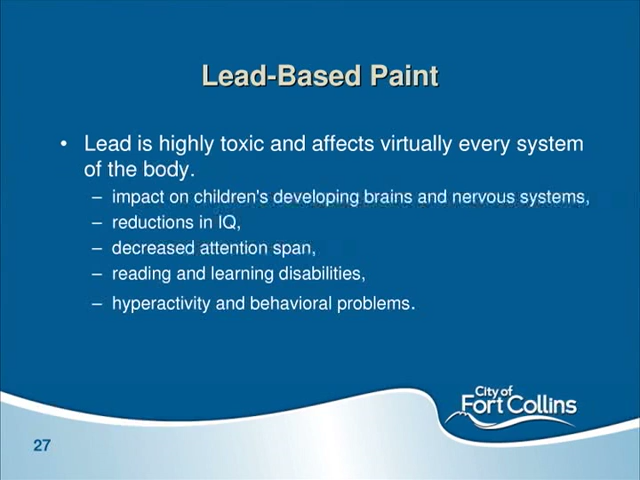 Lead-Based Paint
• Lead is highly toxic and affects virtually every system
of the body.
– impact on children's developing brains and nervous systems,
– reductions in IQ,
– decreased attention span,
– reading and learning disabilities,
– hyperactivity and behavioral problems.
City of
Fort Collins
27